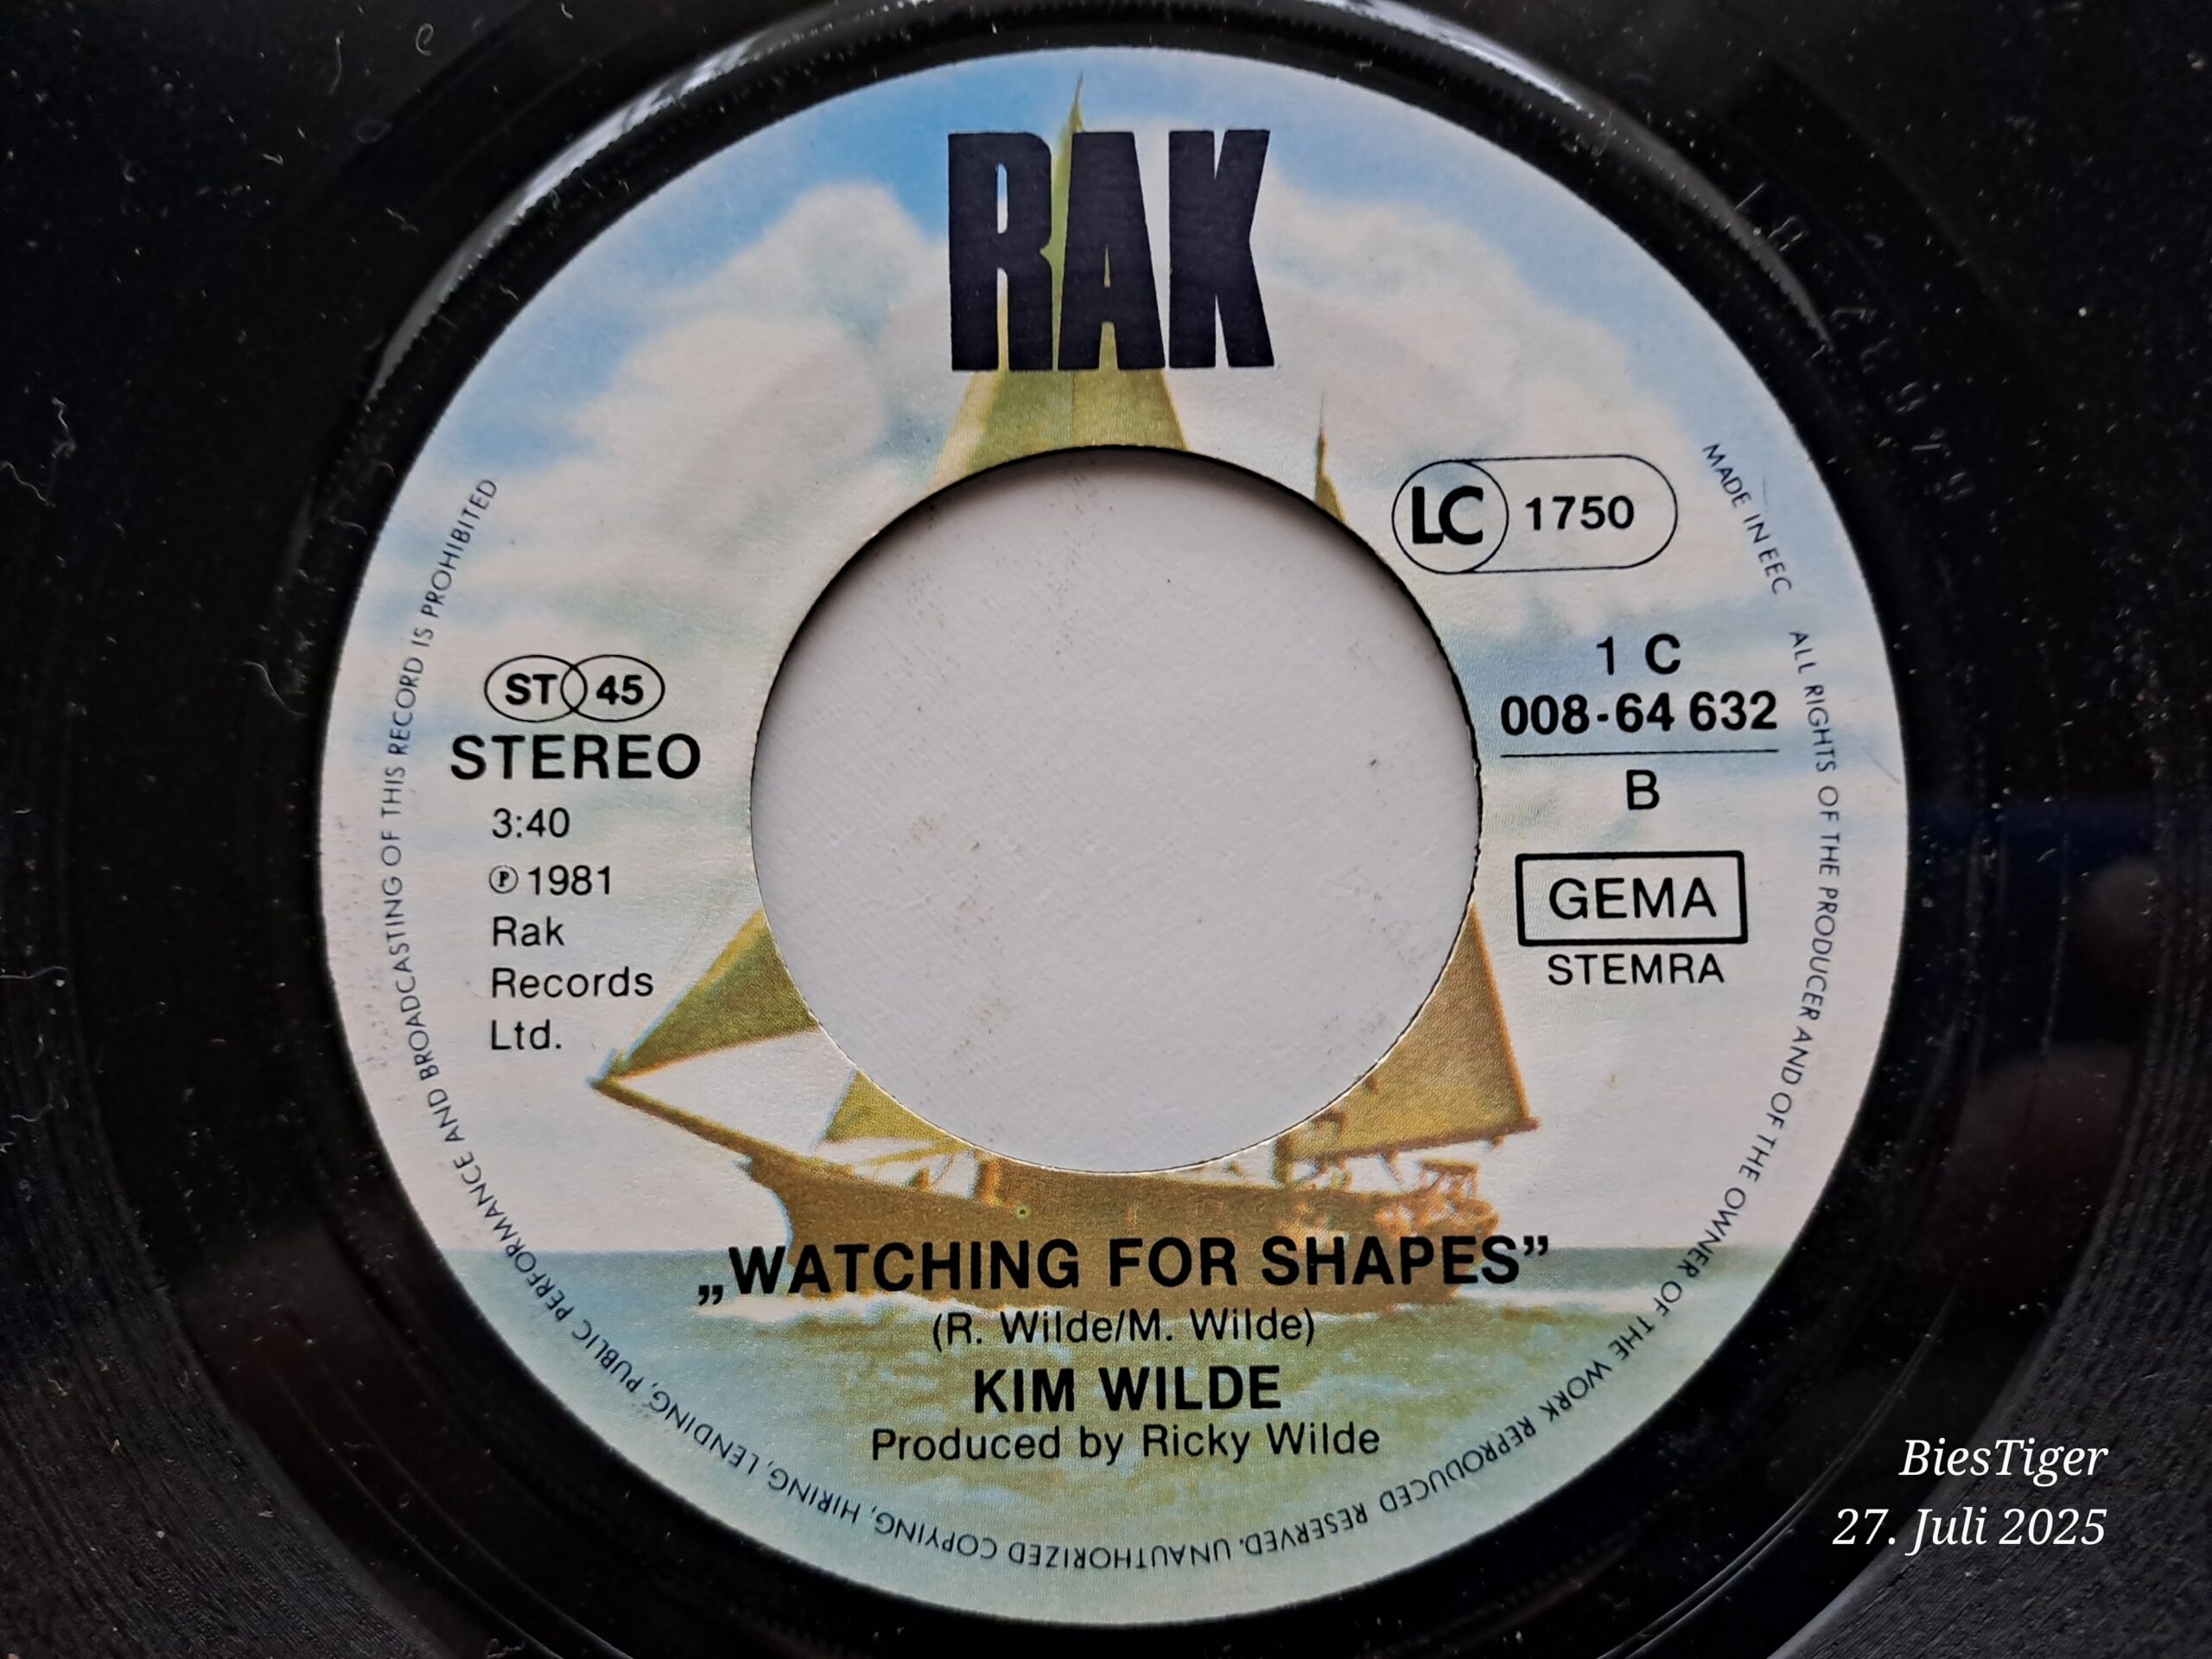 RAK
LC 1750
MADE IN EEC
ST 45
STEREO
3:40
Ⓟ 1981
Rak
Records
Ltd.
1 C
008-64 632
B
GEMA
STEMRA
„WATCHING FOR SHAPES”
(R. Wilde/M. Wilde)
KIM WILDE
Produced by Ricky Wilde
ALL RIGHTS OF THE PRODUCER AND OF THE OWNER OF THE WORK REPRODUCED RESERVED. UNAUTHORIZED COPYING, HIRING, LENDING, PUBLIC PERFORMANCE AND BROADCASTING OF THIS RECORD IS PROHIBITED
BiesTiger
27. Juli 2025